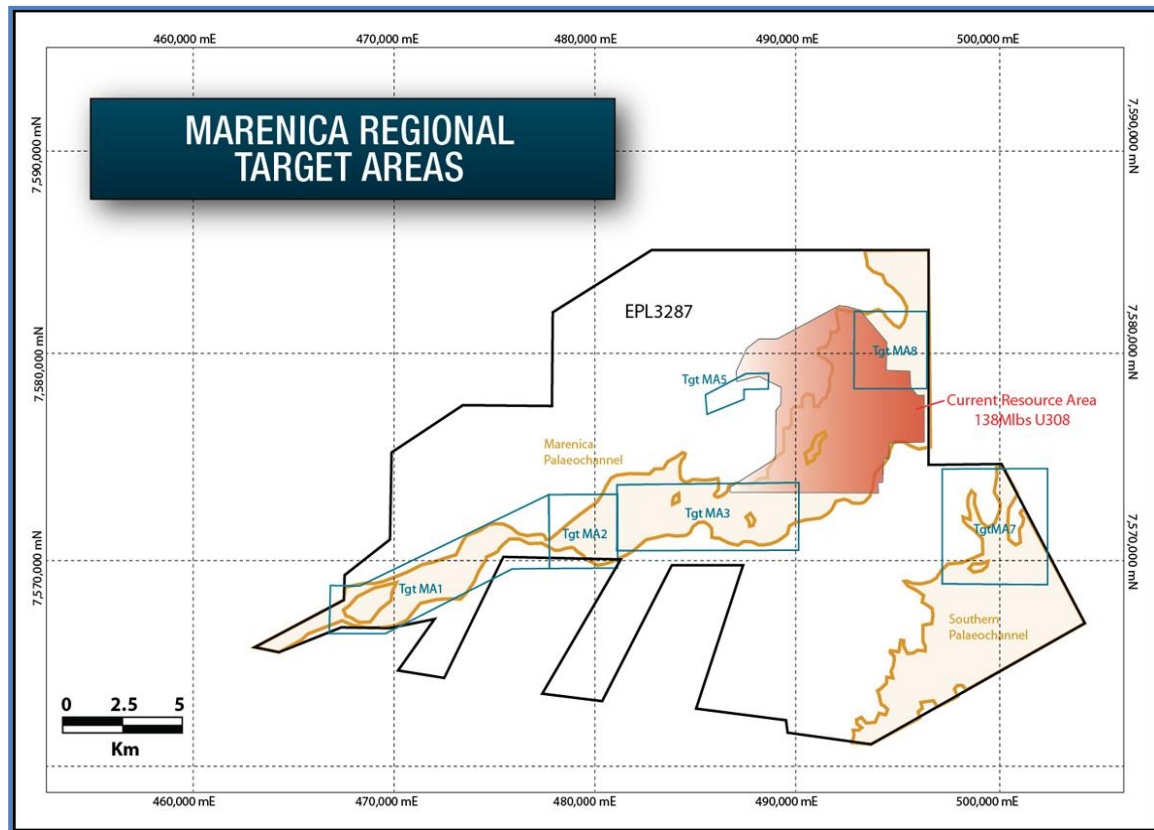 460,000 mE
470,000 mE
480,000 mE
490,000 mE
500,000 mE
MARENICA REGIONAL
TARGET AREAS
7,590,000 mN
7,590,000 mN
EPL3287
7,580,000 mN
Tgt MA8
7,580,000 mN
Tgt MA5
Current Resource Area
138Mlbs U308
Marenica
Palaeochannel
Tgt MA3
Tgt MA2
TgtMA7
7,570,000 mN
7,570,000 mN
Tgt MA1
Southern
Palaeochannel
0 2.5 5
Km
460,000 mE
470,000 mE
480,000 mE
490,000 mE
500,000 mE